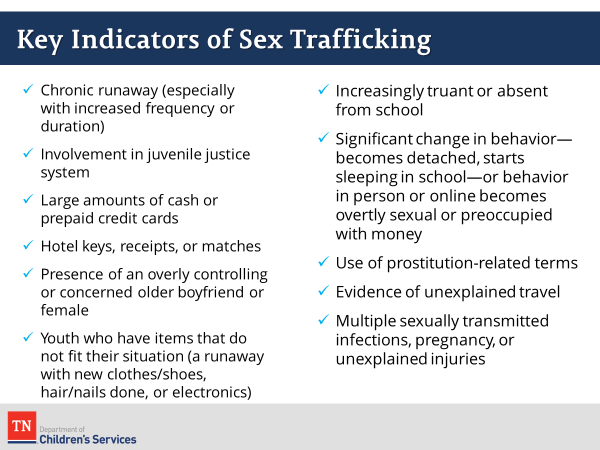 Key Indicators of Sex Trafficking
Chronic runaway (especially
with increased frequency or
duration)
Involvement in juvenile justice
system
Large amounts of cash or
prepaid credit cards
Hotel keys, receipts, or matches
Presence of an overly controlling
or concerned older boyfriend or
female
Youth who have items that do
not fit their situation (a runaway
with new clothes/shoes,
hair/nails done, or electronics)
Increasingly truant or absent
from school
Significant change in behavior—
becomes detached, starts
sleeping in school—or behavior
in person or online becomes
overtly sexual or preoccupied
with money
Use of prostitution-related terms
Evidence of unexplained travel
Multiple sexually transmitted
infections, pregnancy, or
unexplained injuries
TN
Department of
Children's Services